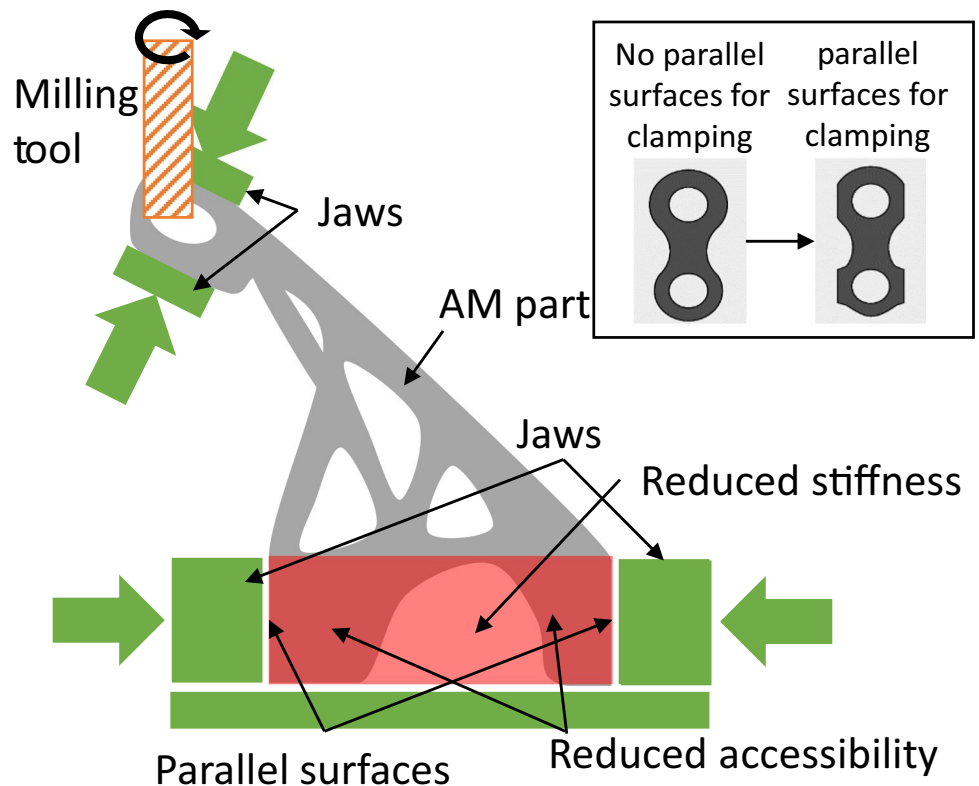 Milling
tool
Jaws
No parallel
surfaces for
clamping
parallel
surfaces for
clamping
AM part
Jaws
Reduced stiffness
Parallel surfaces
Reduced accessibility